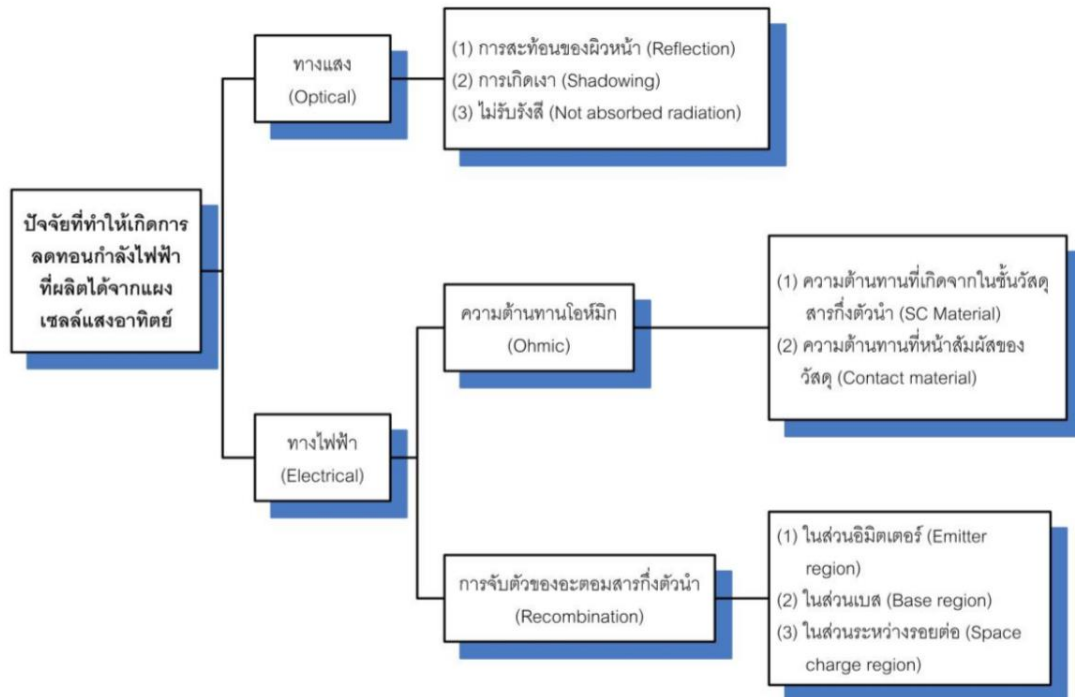 ปัจจัยที่ทำให้เกิดการ
ลดทอนกำลังไฟฟ้า
ที่ผลิตได้จากแผง
เซลล์แสงอาทิตย์
ทางแสง
(Optical)
(1) การสะท้อนของผิวหน้า (Reflection)
(2) การเกิดเงา (Shadowing)
(3) ไม่รับรังสี (Not absorbed radiation)
ทางไฟฟ้า
(Electrical)
ความต้านทานโอห์มิก
(Ohmic)
(1) ความต้านทานที่เกิดจากในชั้นวัสดุ
สารกึ่งตัวนำ (SC Material)
(2) ความต้านทานที่หน้าสัมผัสของ
วัสดุ (Contact material)
การจับตัวของอะตอมสารกึ่งตัวนำ
(Recombination)
(1) ในส่วนอิมิตเตอร์ (Emitter
region)
(2) ในส่วนเบส (Base region)
(3) ในส่วนระหว่างรอยต่อ (Space
charge region)